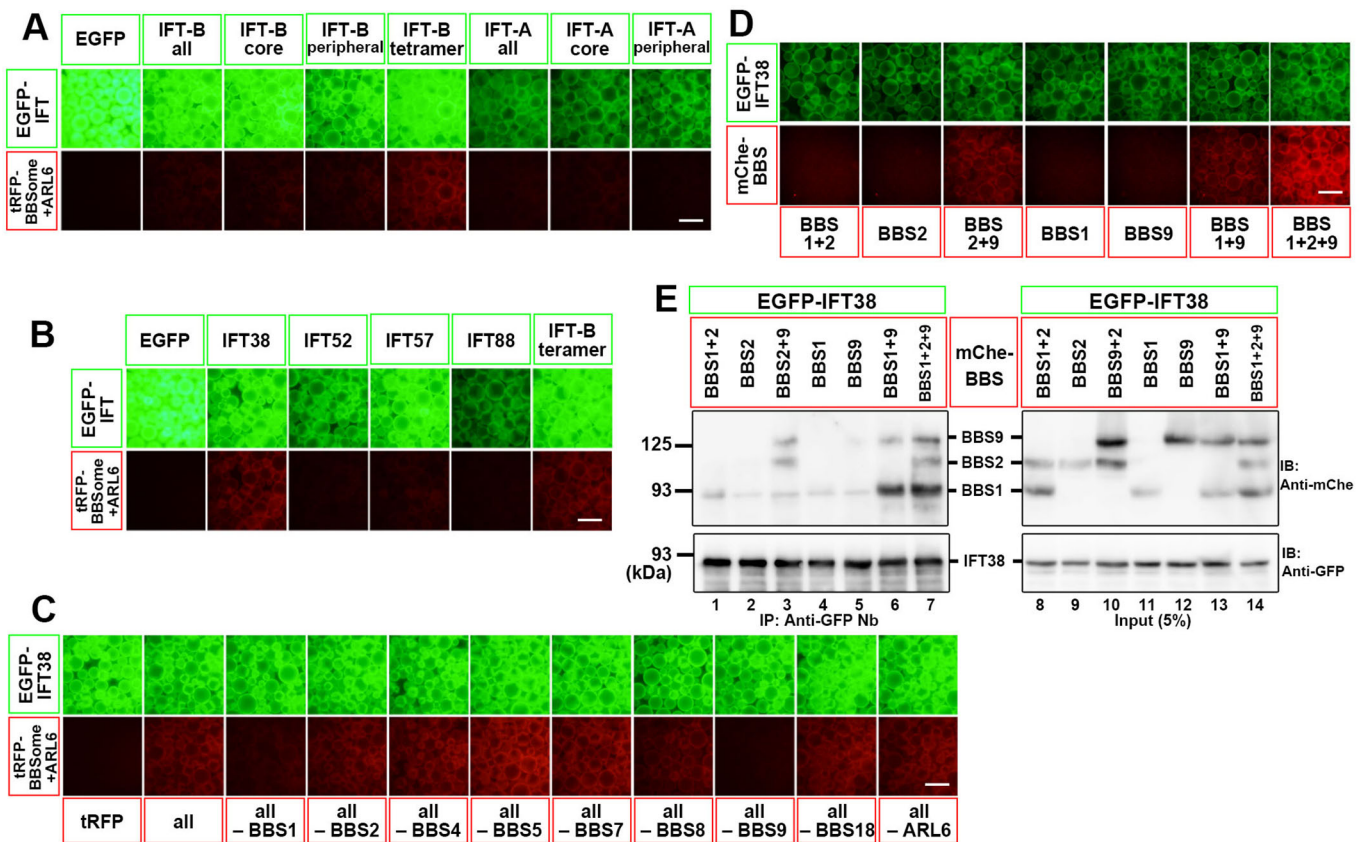 A
EGFP
IFT-B
all
IFT-B
core
IFT-B
peripheral
IFT-B
tetramer
IFT-A
all
IFT-A
core
IFT-A
peripheral
EGFP-
IFT
tRFP-
BBSome
+ARL6
B
EGFP
IFT38
IFT52
IFT57
IFT88
IFT-B
teramer
EGFP-
IFT
tRFP-
BBSome
+ARL6
C
EGFP-
IFT38
tRFP-
BBSome
+ARL6
tRFP
all
all
– BBS1
all
– BBS2
all
– BBS4
all
– BBS5
all
– BBS7
all
– BBS8
all
– BBS9
all
– BBS18
all
– ARL6
D
EGFP-
IFT38
mChe-
BBS
BBS
1+2
BBS2
BBS
2+9
BBS1
BBS9
BBS
1+9
BBS
1+2+9
E
EGFP-IFT38
EGFP-IFT38
BBS1+2
BBS2
BBS2+9
BBS1
BBS9
BBS1+9
BBS1+2+9
mChe-
BBS
BBS1+2
BBS2
BBS9+2
BBS1
BBS9
BBS1+9
BBS1+2+9
125
93
BBS9
BBS2
BBS1
IB:
Anti-mChe
93
(kDa)
IFT38
IB:
Anti-GFP
1 2 3 4 5 6 7
8 9 10 11 12 13 14
IP: Anti-GFP Nb
Input (5%)